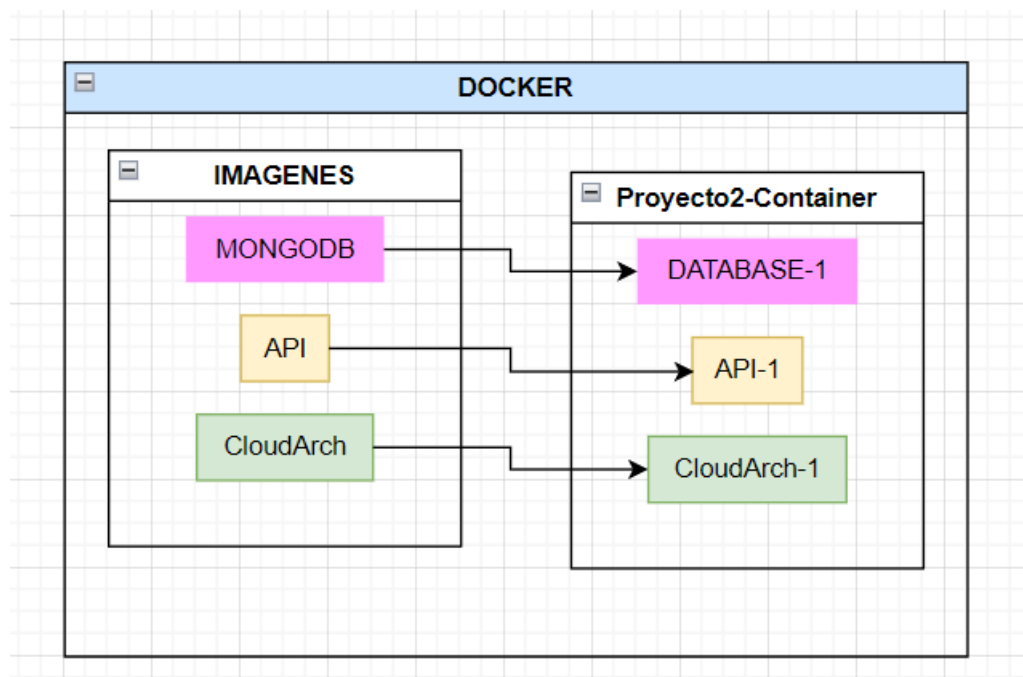 DOCKER
IMAGENES
MONGODB
API
CloudArch
Proyecto2-Container
DATABASE-1
API-1
CloudArch-1